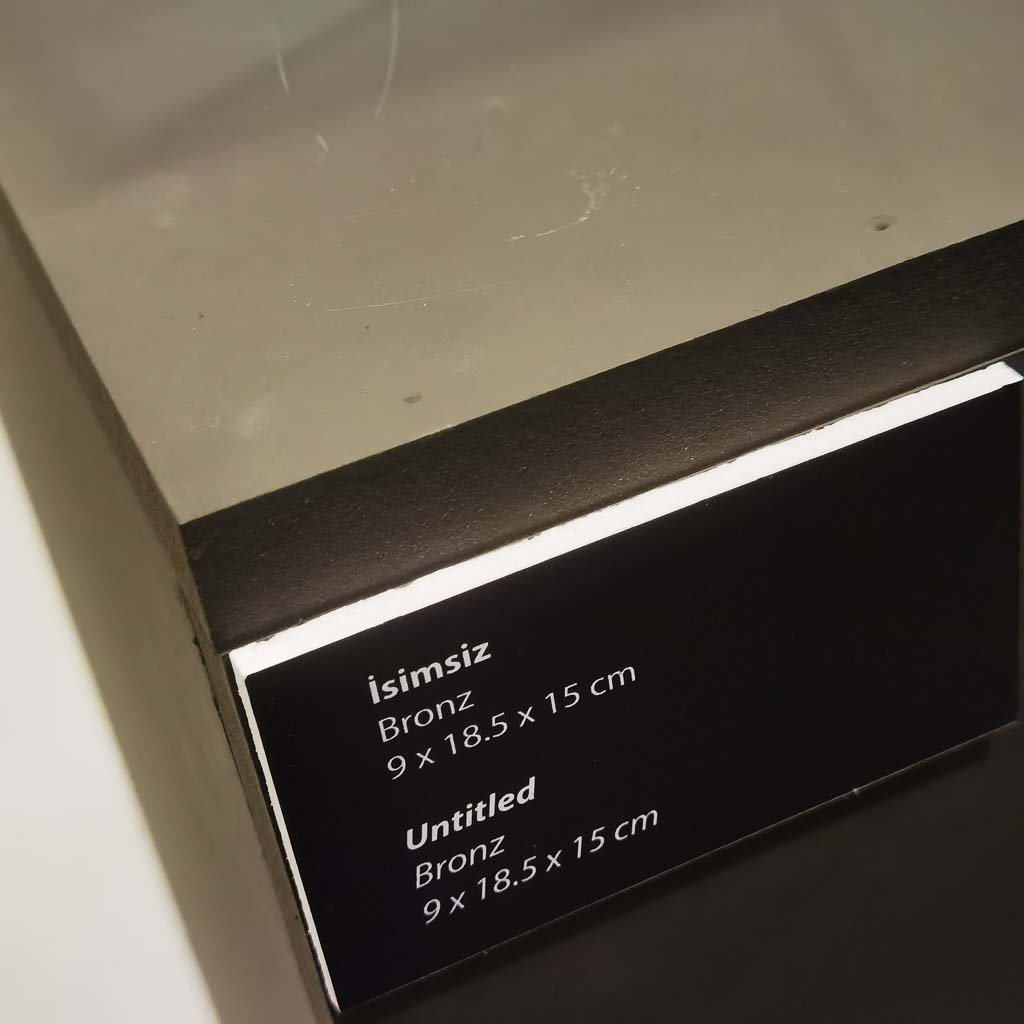 İsimsiz
Bronz
9 x 18.5 x 15 cm
Untitled
Bronz
9 x 18.5 x 15 cm